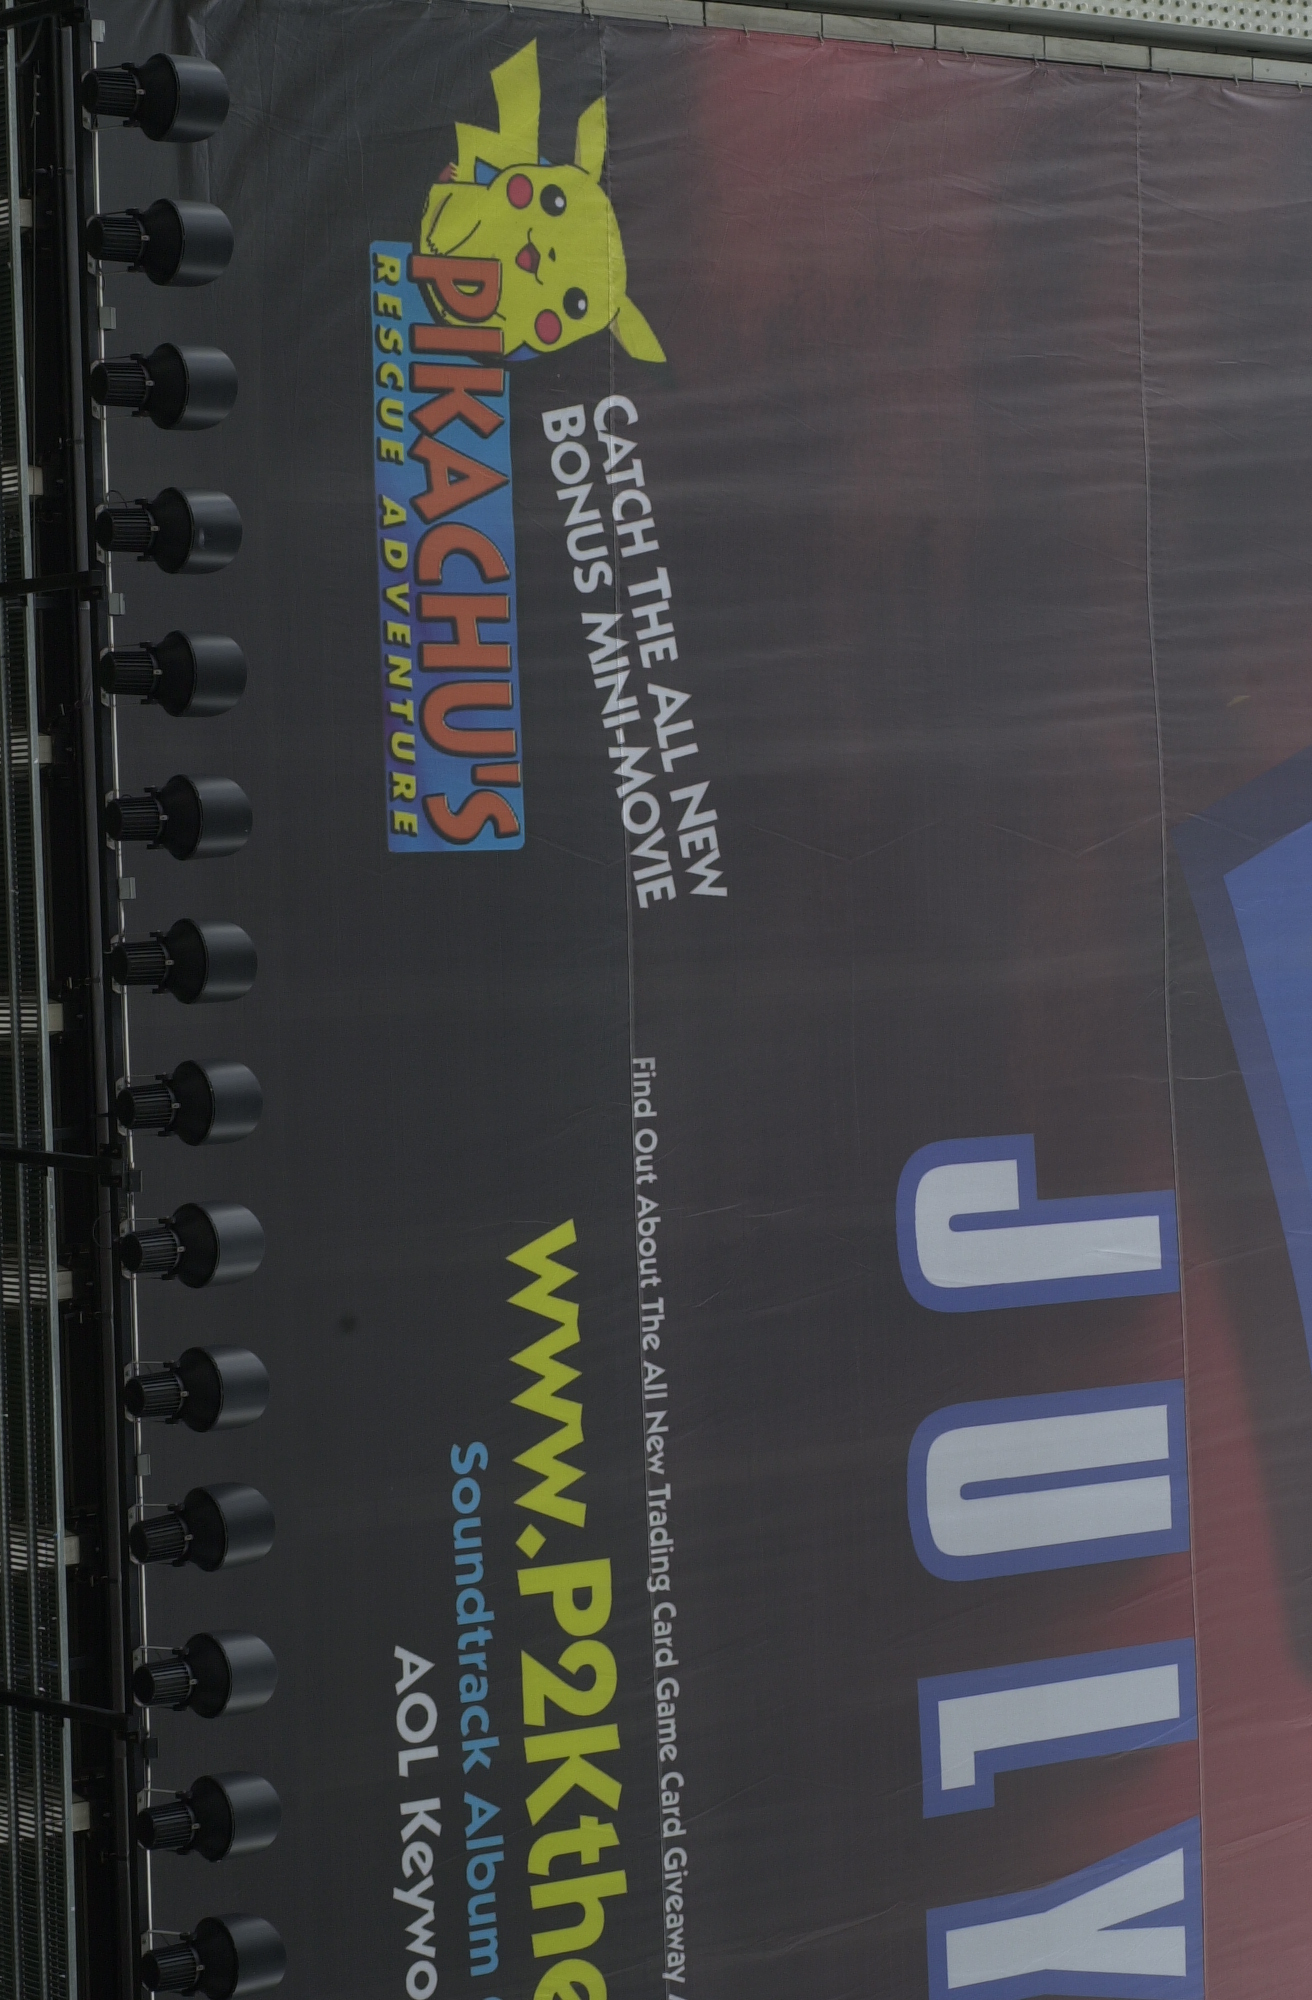 JULY
CATCH THE ALL NEW
BONUS MINI-MOVIE
PIKACHU'S
RESCUE ADVENTURE
Find Out About The All New Trading Card Game Card Giveaway
www.P2Kthe
Soundtrack Album
AOL Keywo